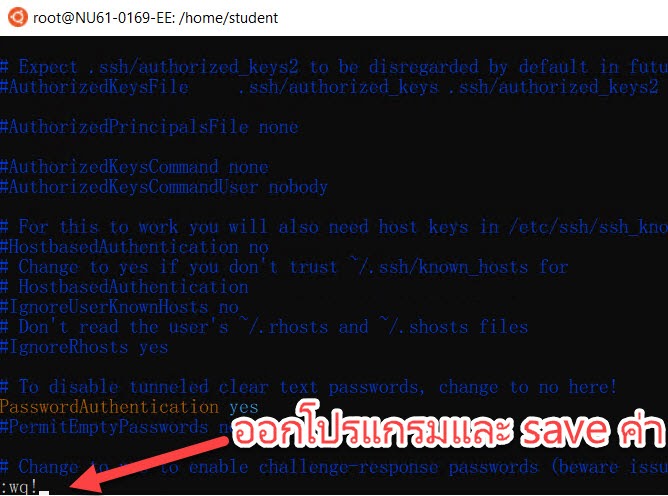 root@NU61-0169-EE: /home/student
# Expect .ssh/authorized_keys2 to be disregarded by default in futu
#AuthorizedKeysFile .ssh/authorized_keys .ssh/authorized_keys2
#AuthorizedPrincipalsFile none
#AuthorizedKeysCommand none
#AuthorizedKeysCommandUser nobody
# For this to work you will also need host keys in /etc/ssh/ssh_kno
#HostbasedAuthentication no
# Change to yes if you don't trust ~/.ssh/known_hosts for
# HostbasedAuthentication
#IgnoreUserKnownHosts no
# Don't read the user's ~/.rhosts and ~/.shosts files
#IgnoreRhosts yes
# To disable tunneled clear text passwords, change to no here!
PasswordAuthentication yes
#PermitEmptyPasswords n
ออกโปรแกรมและ save ค่า
# Change to to enable challenge-response passwords (beware issu
:wq!